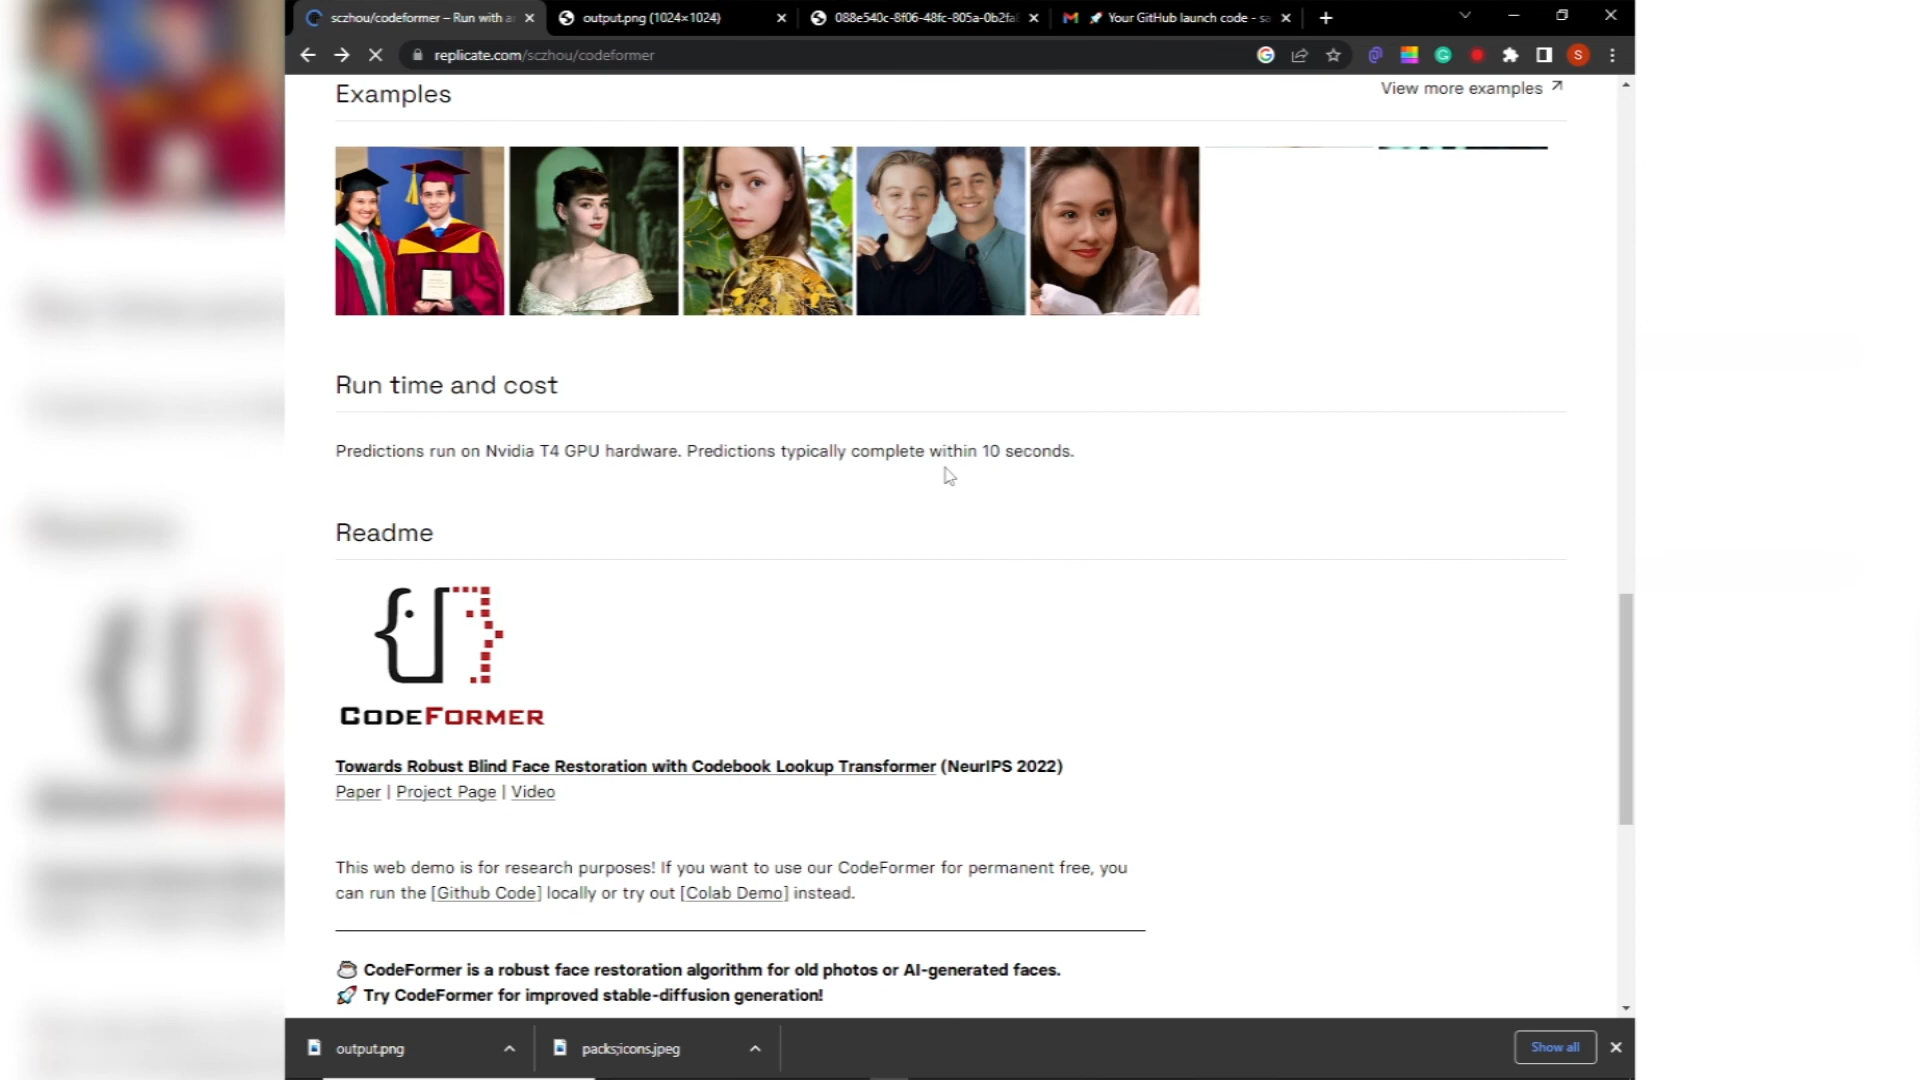 sczhou/codeformer – Run with a
output.png (1024×1024)
088e540c-8f06-48fc-805a-0b2fa
Your GitHub launch code - sa
replicate.com/sczhou/codeformer
S
Examples
View more examples
Run time and cost
Predictions run on Nvidia T4 GPU hardware. Predictions typically complete within 10 seconds.
Readme
CODEFORMER
Towards Robust Blind Face Restoration with Codebook Lookup Transformer (NeurIPS 2022)
Paper | Project Page | Video
This web demo is for research purposes! If you want to use our CodeFormer for permanent free, you
can run the [Github Code] locally or try out [Colab Demo] instead.
CodeFormer is a robust face restoration algorithm for old photos or AI-generated faces.
Try CodeFormer for improved stable-diffusion generation!
output.png
packs;icons.jpeg
Show all